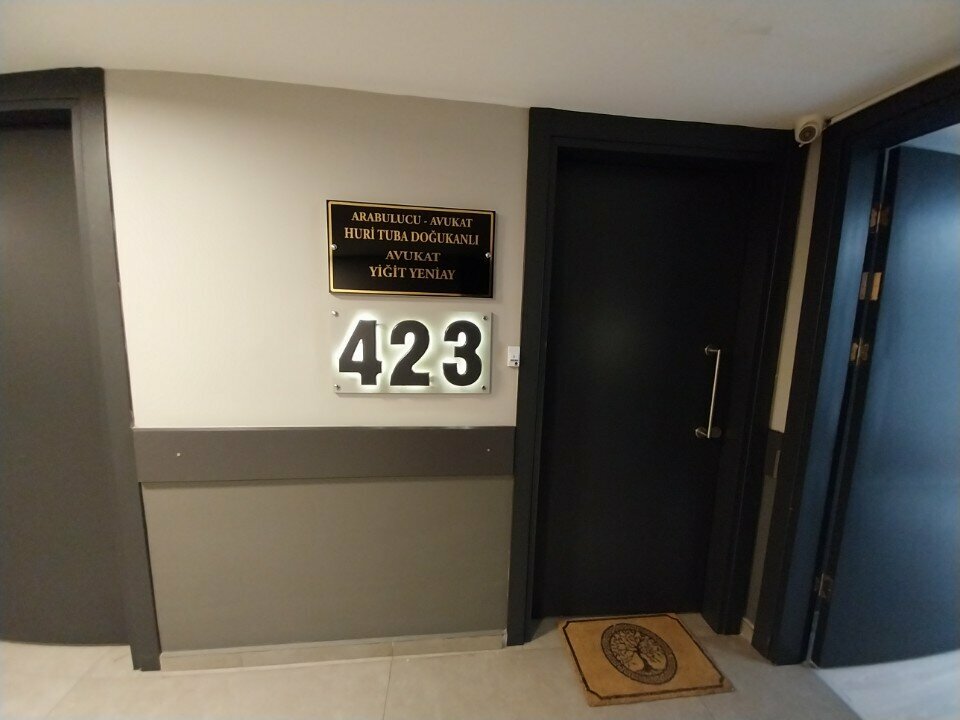 ARABULUCU - AVUKAT
HURİ TUBA DOĞUKANLI
AVUKAT
YİĞİT YENİAY
423